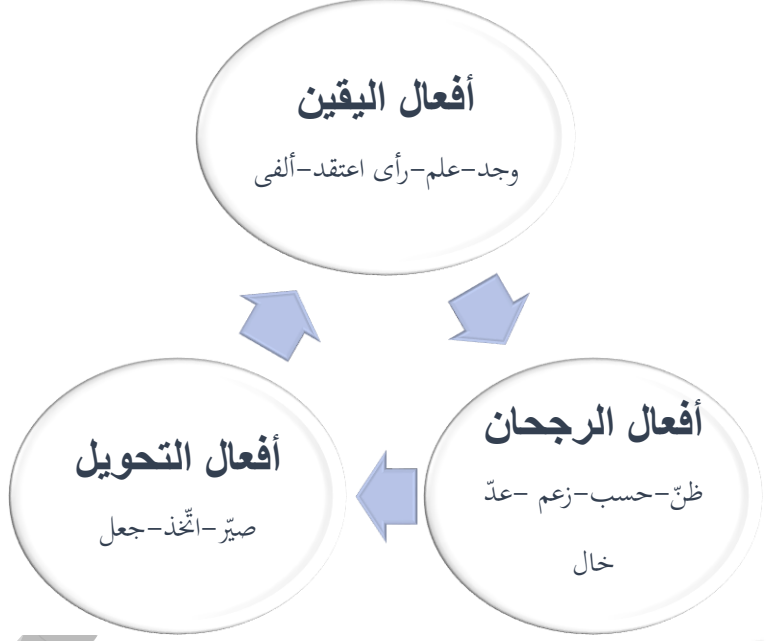 أفعال اليقين
وجد–علم–رأى اعتقد–ألفى
أفعال الرجحان
ظنّ–حسب–زعم –عدّ
خال
أفعال التحويل
صيّر–اتّخذ–جعل